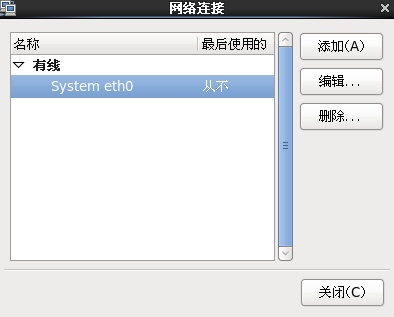 网络连接
名称 最后使用的
有线
System eth0 从不
添加(A)
编辑...
删除...
关闭(C)